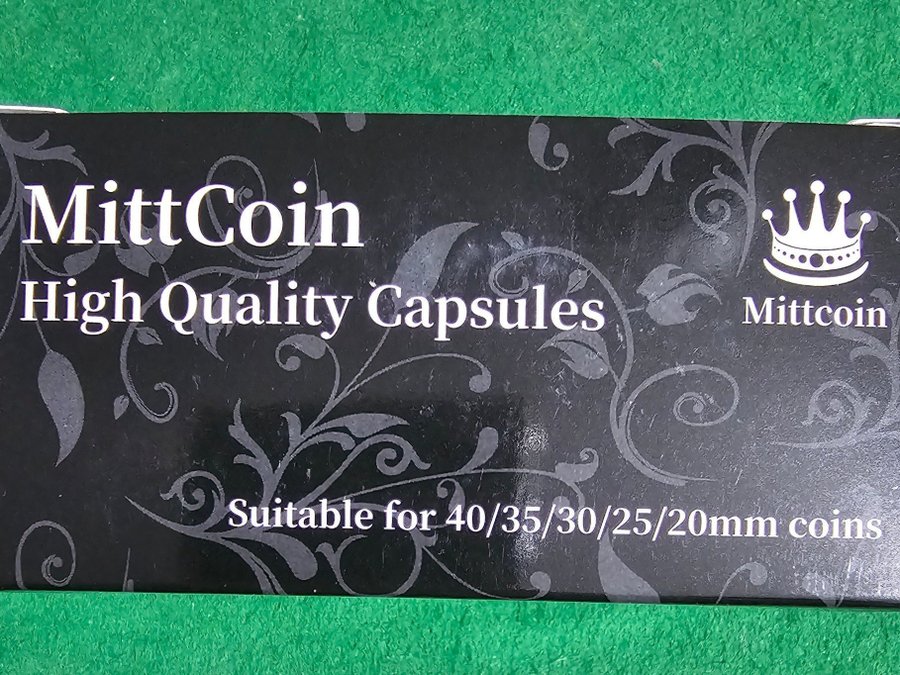 MittCoin
High Quality Capsules
Mittcoin
Suitable for 40/35/30/25/20mm coins